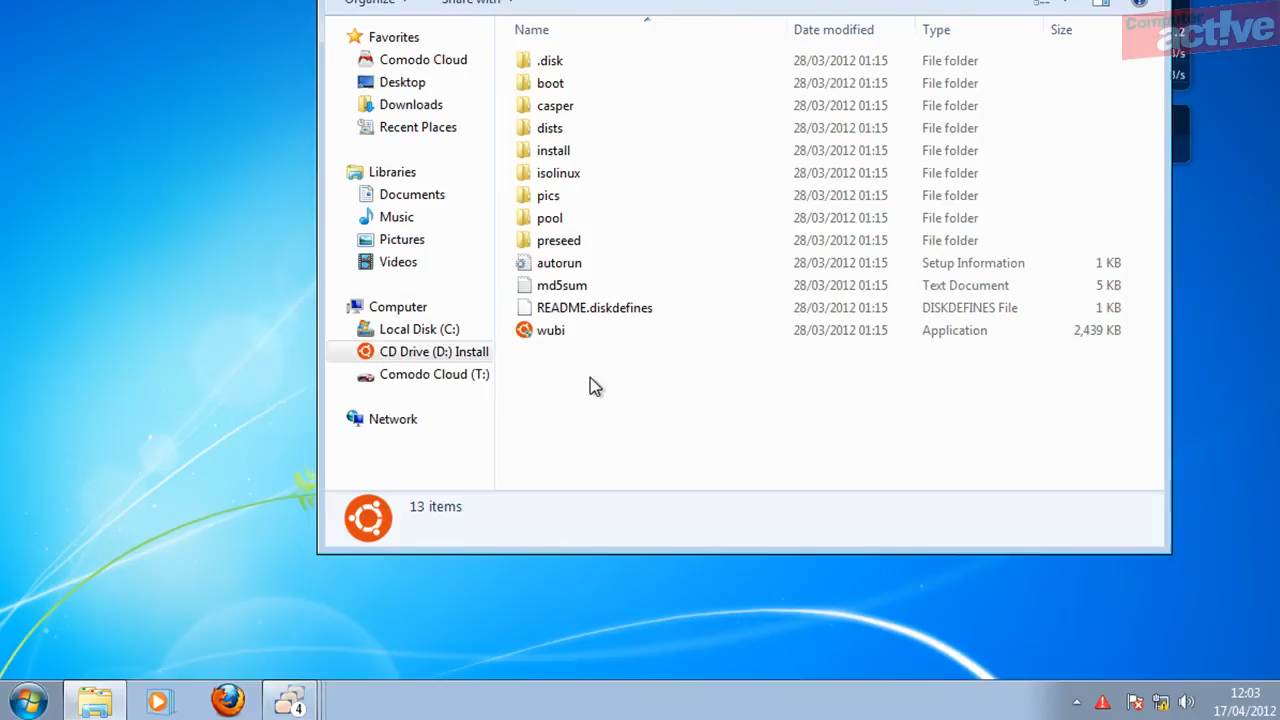 Organize Share with
Computer
act!ve
Name Date modified Type Size
Favorites
Comodo Cloud
Desktop
Downloads
Recent Places
Libraries
Documents
Music
Pictures
Videos
Computer
Local Disk (C:)
CD Drive (D:) Install
Comodo Cloud (T:)
Network
.disk 28/03/2012 01:15 File folder
boot 28/03/2012 01:15 File folder
casper 28/03/2012 01:15 File folder
dists 28/03/2012 01:15 File folder
install 28/03/2012 01:15 File folder
isolinux 28/03/2012 01:15 File folder
pics 28/03/2012 01:15 File folder
pool 28/03/2012 01:15 File folder
preseed 28/03/2012 01:15 File folder
autorun 28/03/2012 01:15 Setup Information 1 KB
md5sum 28/03/2012 01:15 Text Document 5 KB
README.diskdefines 28/03/2012 01:15 DISKDEFINES File 1 KB
wubi 28/03/2012 01:15 Application 2,439 KB
13 items
4
12:03
17/04/2012